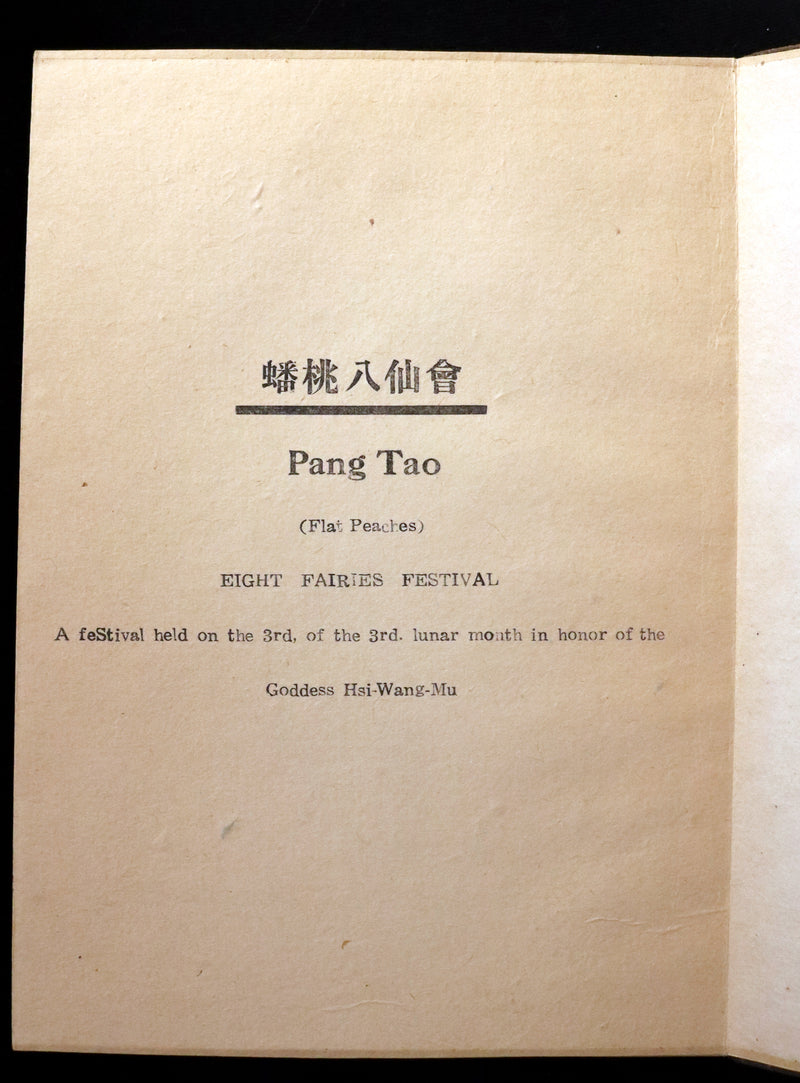 蟠桃八仙會
Pang Tao
(Flat Peaches)
EIGHT FAIRIES FESTIVAL
A feStival held on the 3rd, of the 3rd. lunar month in honor of the
Goddess Hsi-Wang-Mu